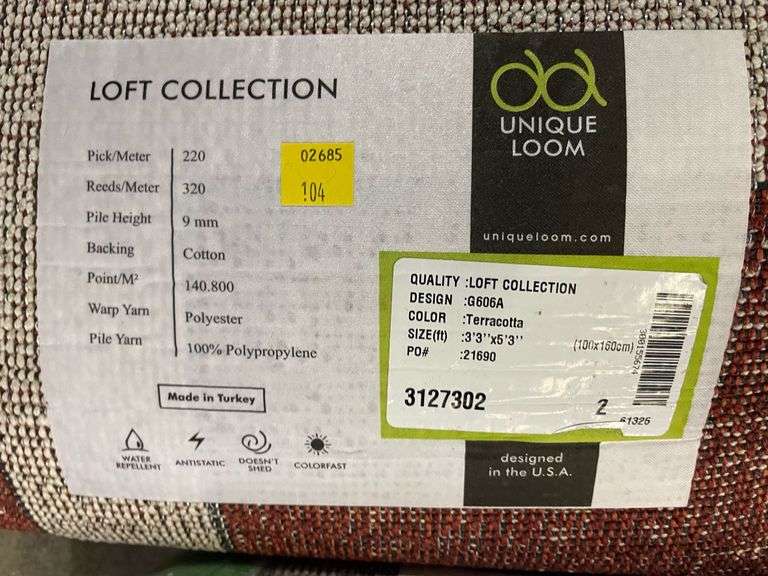 LOFT COLLECTION
Pick/Meter 220
Reeds/Meter 320
Pile Height 9 mm
Backing Cotton
Point/M² 140.800
Warp Yarn Polyester
Pile Yarn 100% Polypropylene
02685
104
Made in Turkey
WATER REPELLENT
ANTISTATIC
DOESN'T SHED
COLORFAST
UNIQUE
LOOM
uniqueloom.com
QUALITY :LOFT COLLECTION
DESIGN :G606A
COLOR :Terracotta
SIZE(ft) :3'3"x5'3" (100x160cm)
PO# :21690
3127302
2
61325
designed
in the U.S.A.